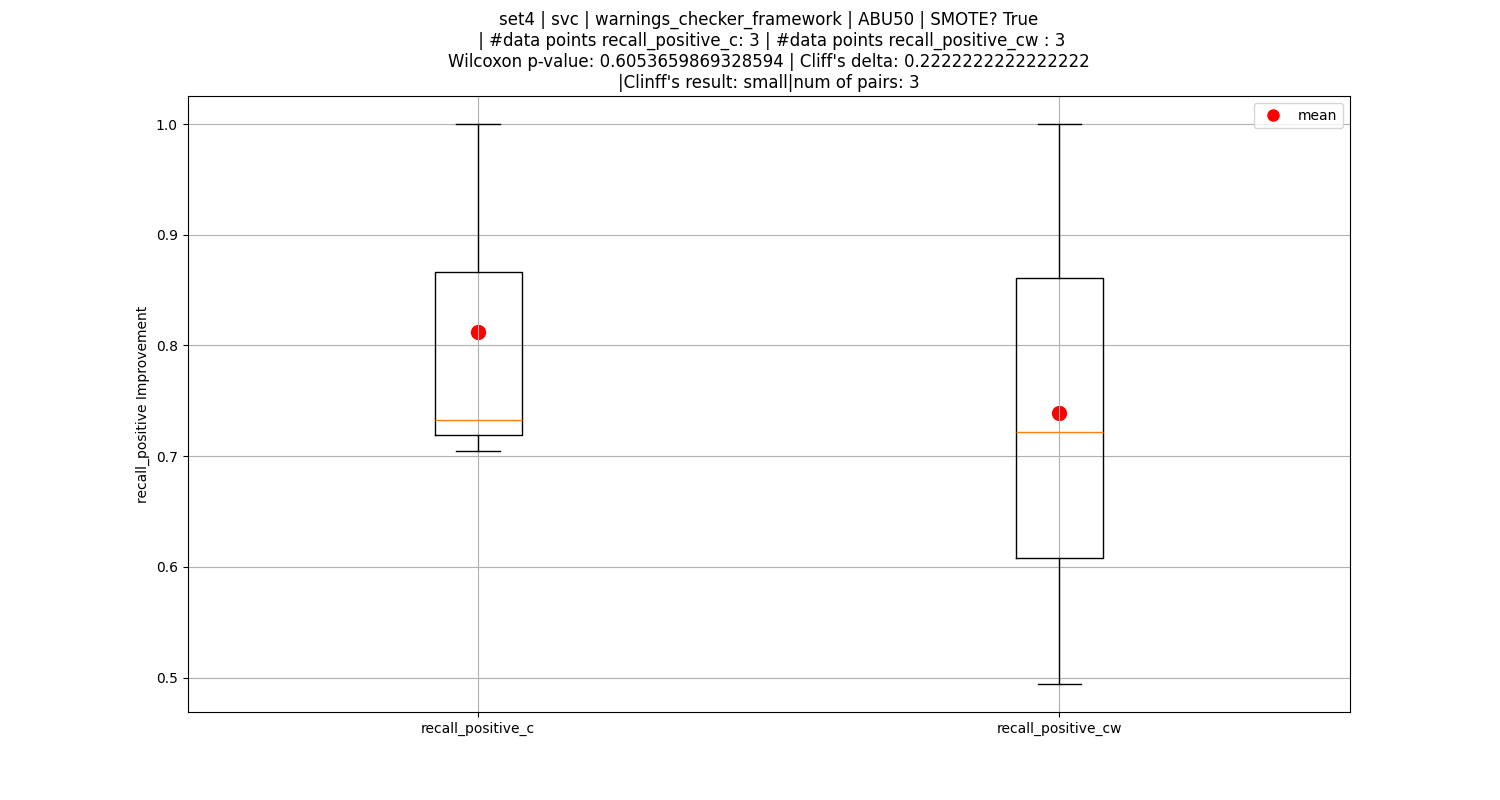 set4 | svc | warnings_checker_framework | ABU50 | SMOTE? True
| #data points recall_positive_c: 3 | #data points recall_positive_cw : 3
Wilcoxon p-value: 0.6053659869328594 | Cliff's delta: 0.2222222222222222
|Clinff's result: small|num of pairs: 3
mean
1.0
0.9
0.8
0.7
0.6
0.5
recall_positive Improvement
recall_positive_c
recall_positive_cw